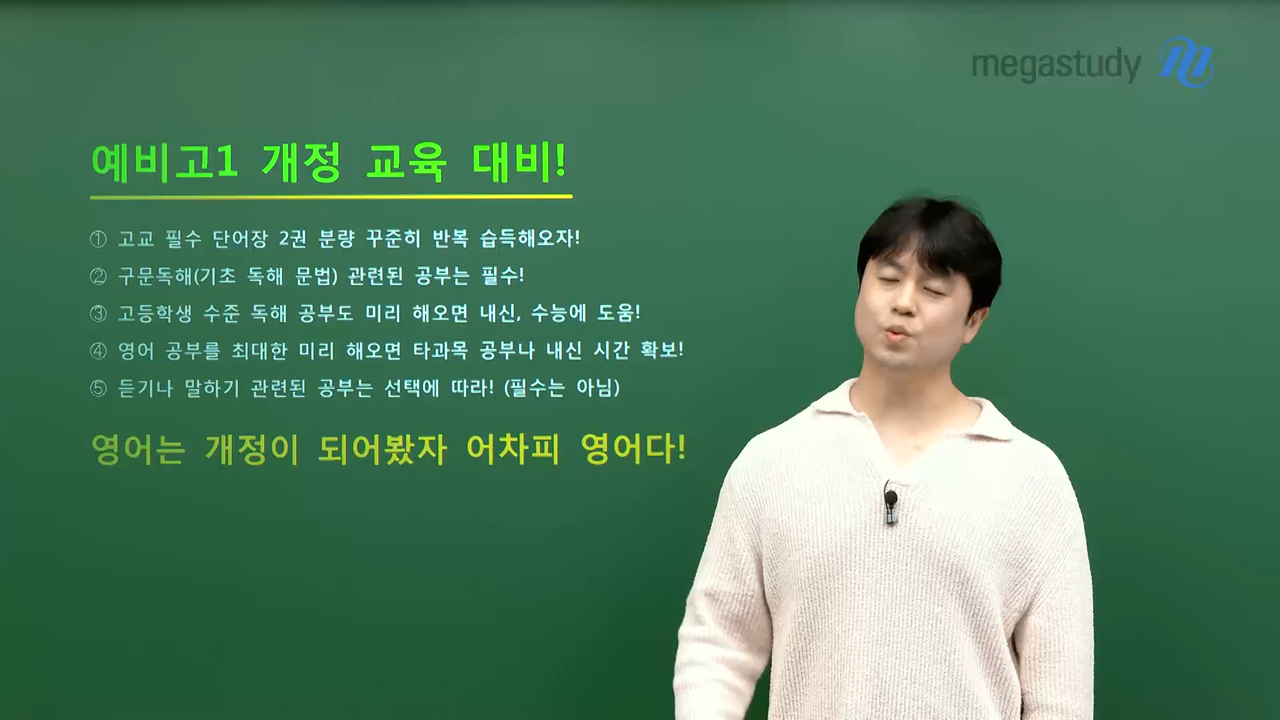 megastudy
예비고1 개정 교육 대비!
① 고교 필수 단어장 2권 분량 꾸준히 반복 습득해오자!
② 구문독해(기초 독해 문법) 관련된 공부는 필수!
③ 고등학생 수준 독해 공부도 미리 해오면 내신, 수능에 도움!
④ 영어 공부를 최대한 미리 해오면 타과목 공부나 내신 시간 확보!
⑤ 듣기나 말하기 관련된 공부는 선택에 따라! (필수는 아님)
영어는 개정이 되어봤자 어차피 영어다!